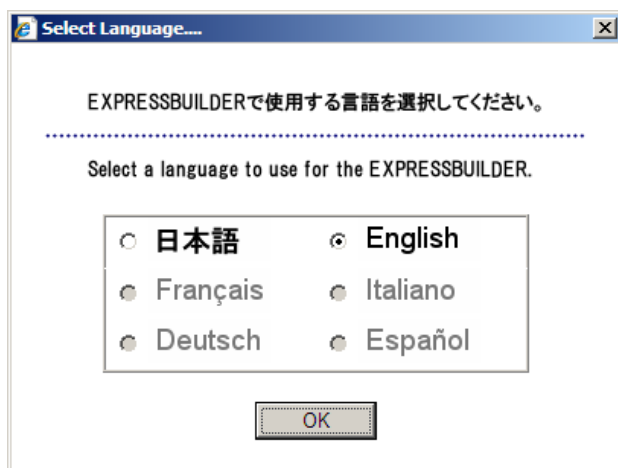 Select Language....
EXPRESSBUILDERで使用する言語を選択してください。
Select a language to use for the EXPRESSBUILDER.
日本語 English
Français Italiano
Deutsch Español
OK